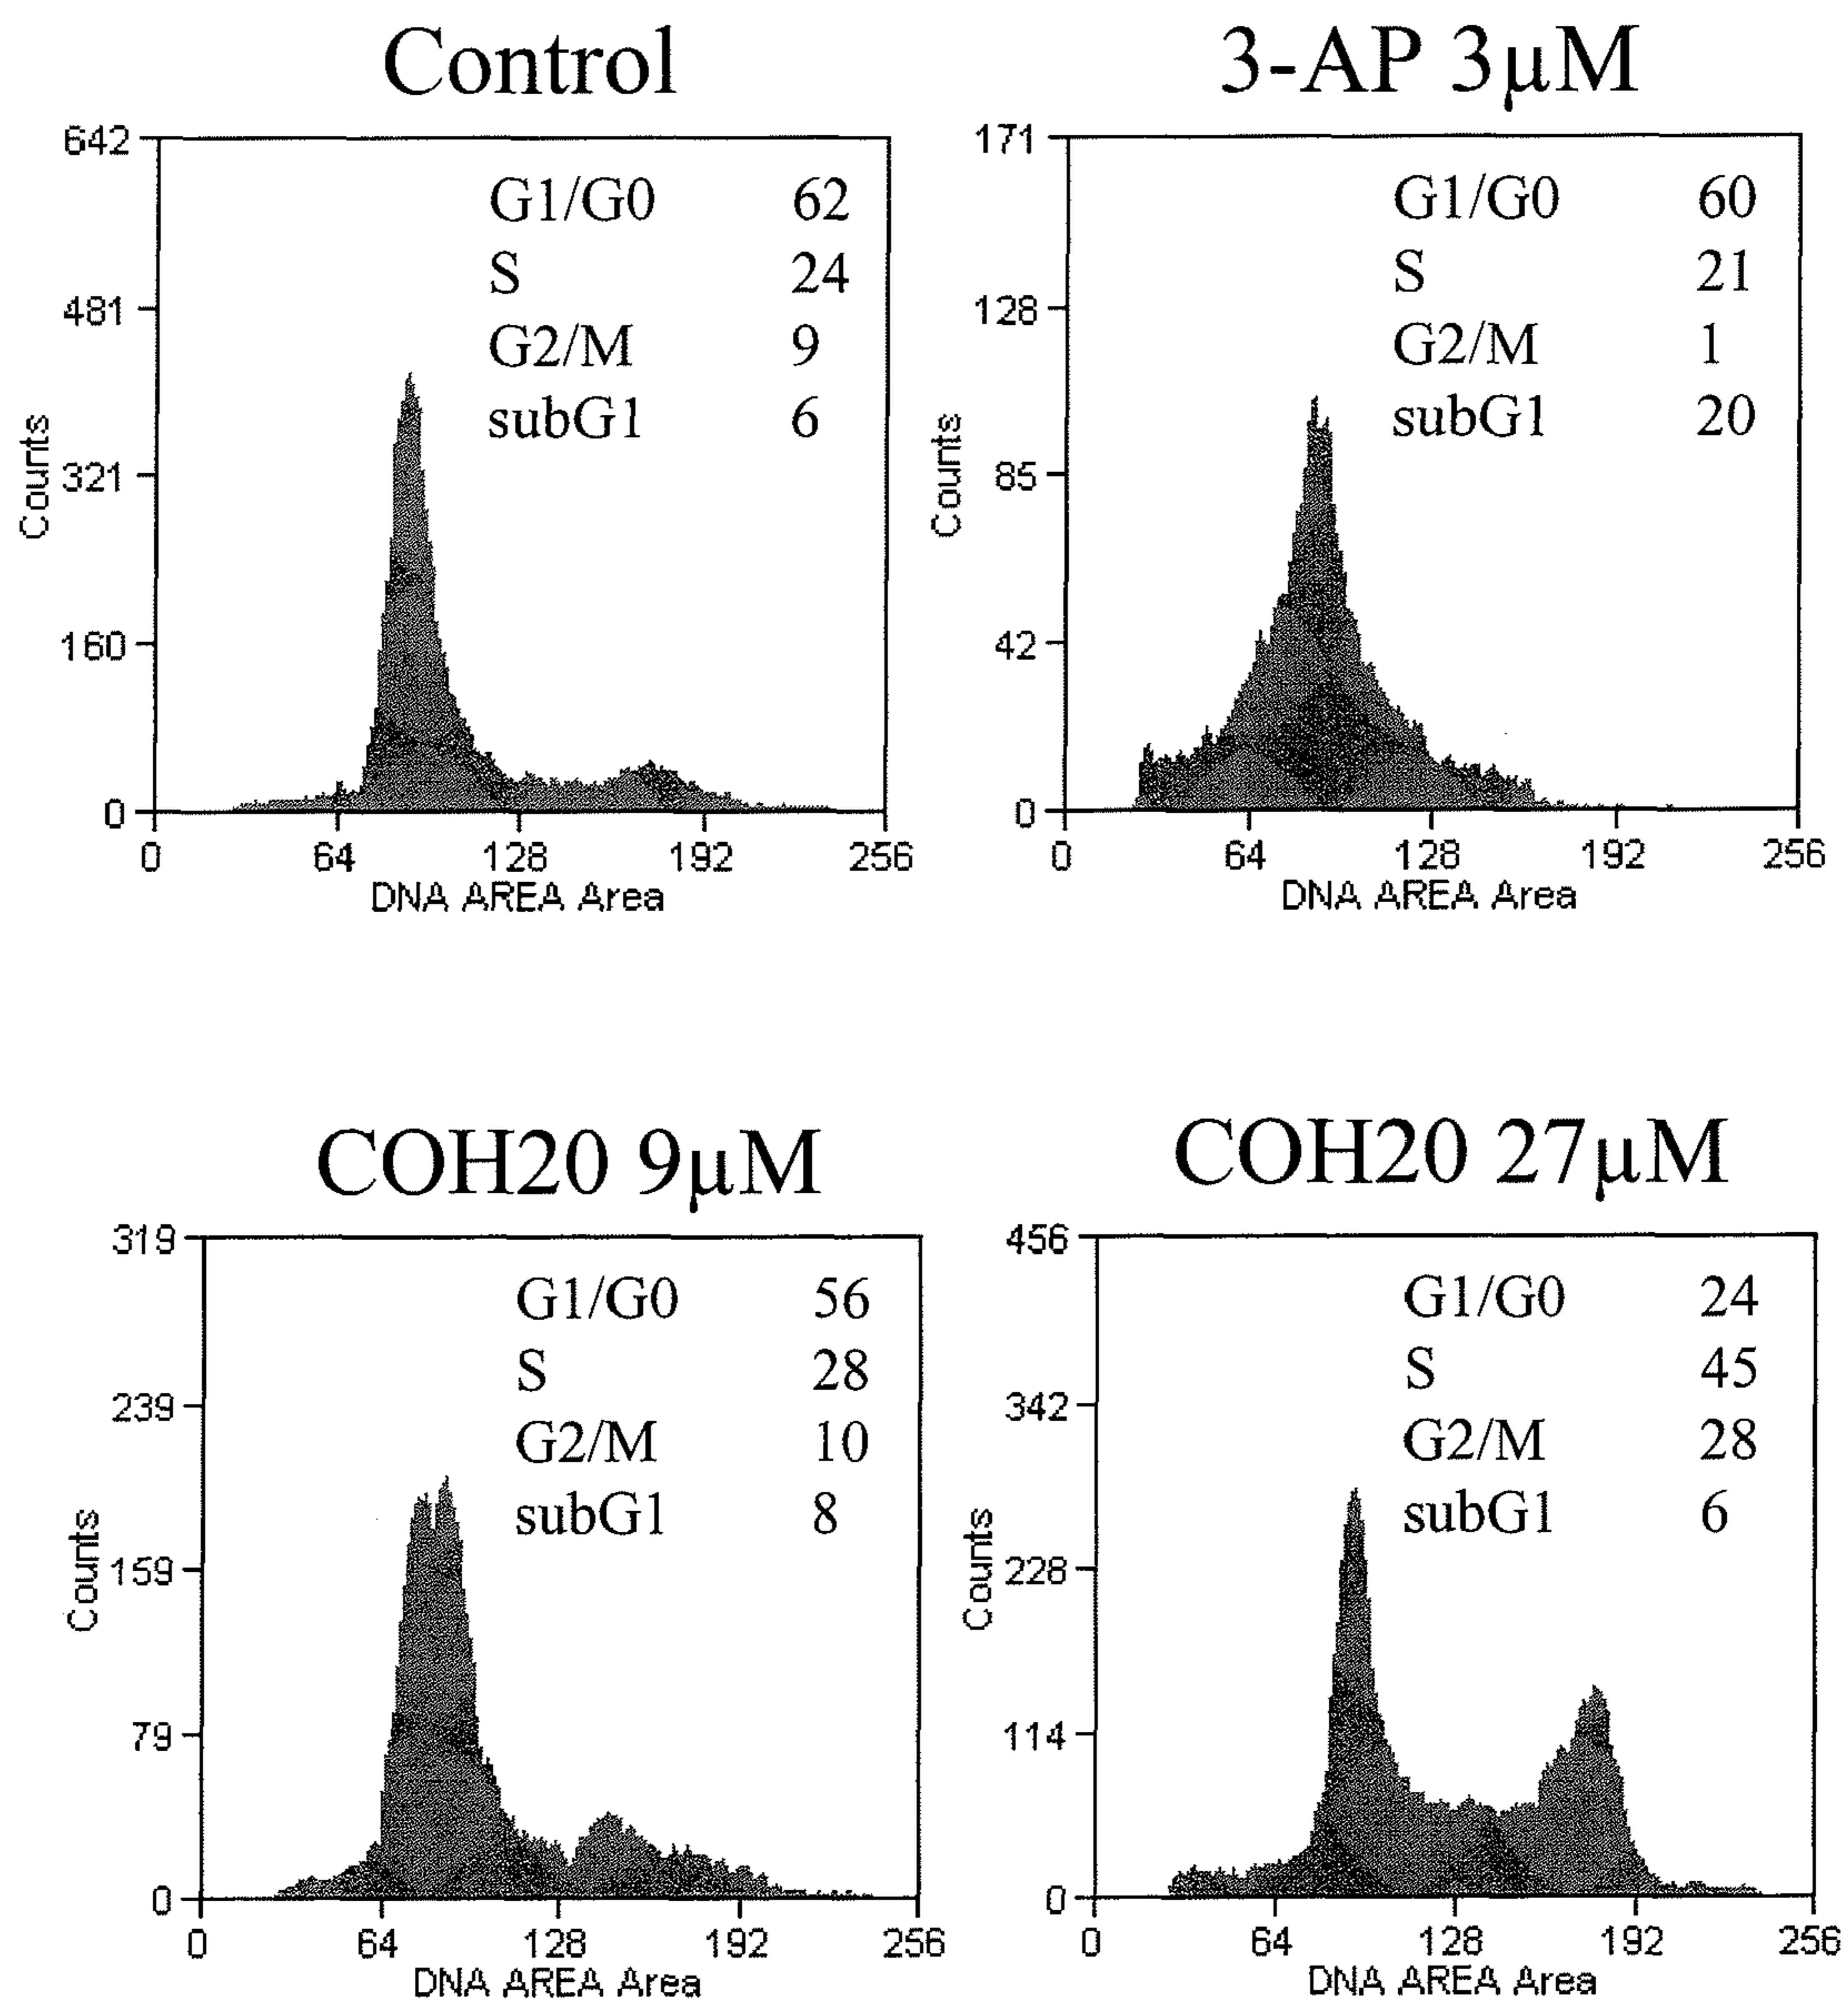 Control
642
481
321
160
0
Counts
G1/G0 62
S 24
G2/M 9
subG1 6
0 64 128 192 256
DNA AREA Area
3-AP 3µM
171
128
85
42
0
Counts
G1/G0 60
S 21
G2/M 1
subG1 20
0 64 128 192 256
DNA AREA Area
COH20 9µM
319
239
159
79
0
Counts
G1/G0 56
S 28
G2/M 10
subG1 8
0 64 128 192 256
DNA AREA Area
COH20 27µM
456
342
228
114
0
Counts
G1/G0 24
S 45
G2/M 28
subG1 6
0 64 128 192 256
DNA AREA Area